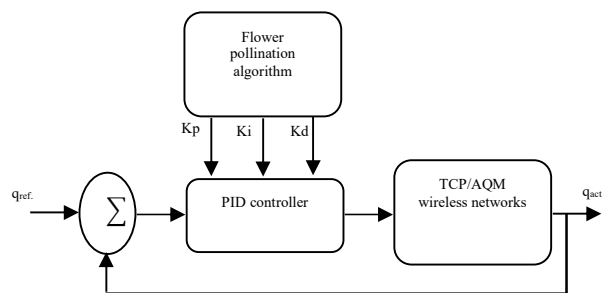 Flower
pollination
algorithm
Kp Ki Kd
qref.
∑
PID controller
TCP/AQM
wireless networks
qact